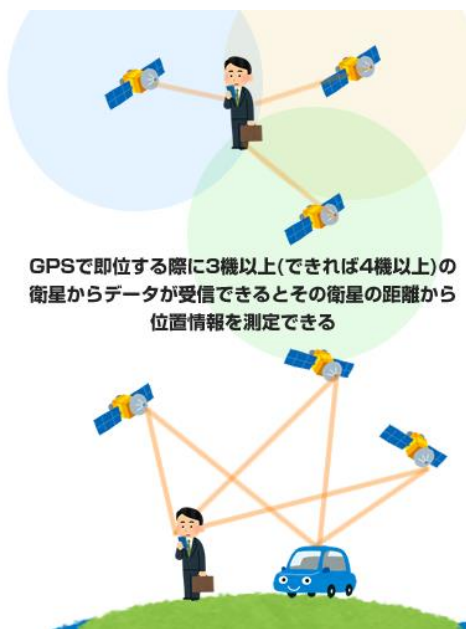 GPSで即位する際に3機以上(できれば4機以上)の
衛星からデータが受信できるとその衛星の距離から
位置情報を測定できる